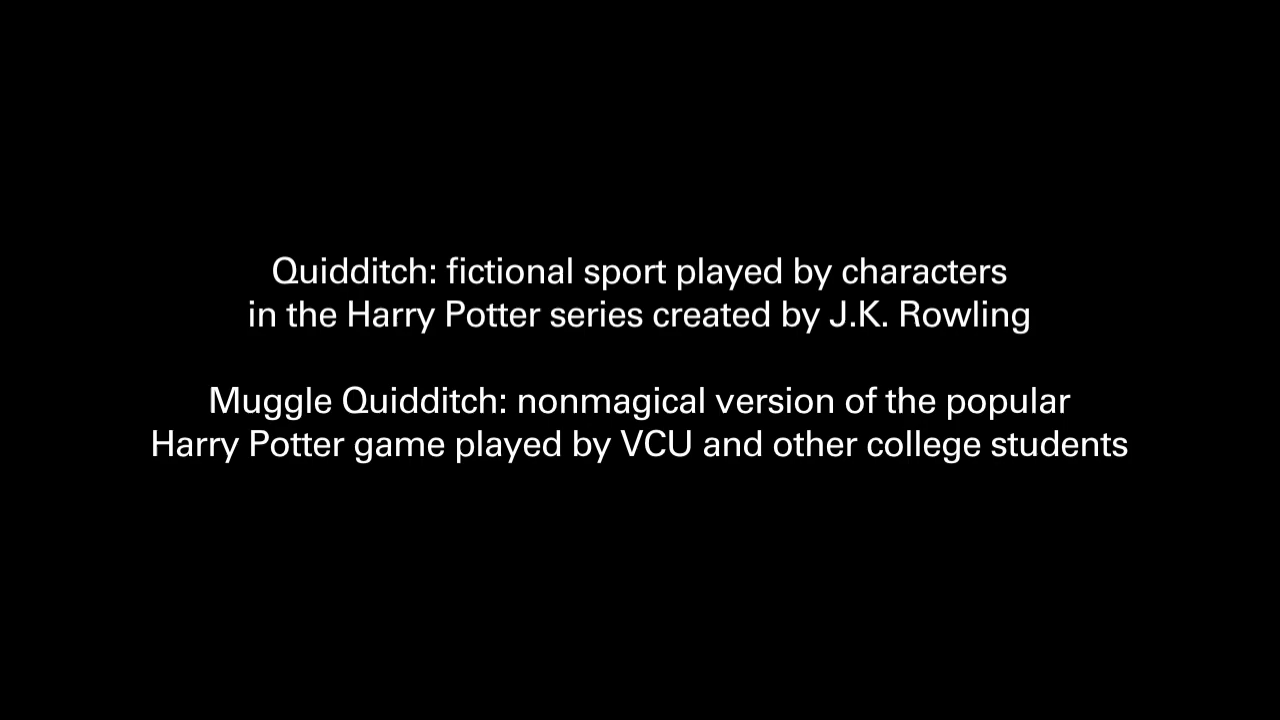 Quidditch: fictional sport played by characters
in the Harry Potter series created by J.K. Rowling
Muggle Quidditch: nonmagical version of the popular
Harry Potter game played by VCU and other college students